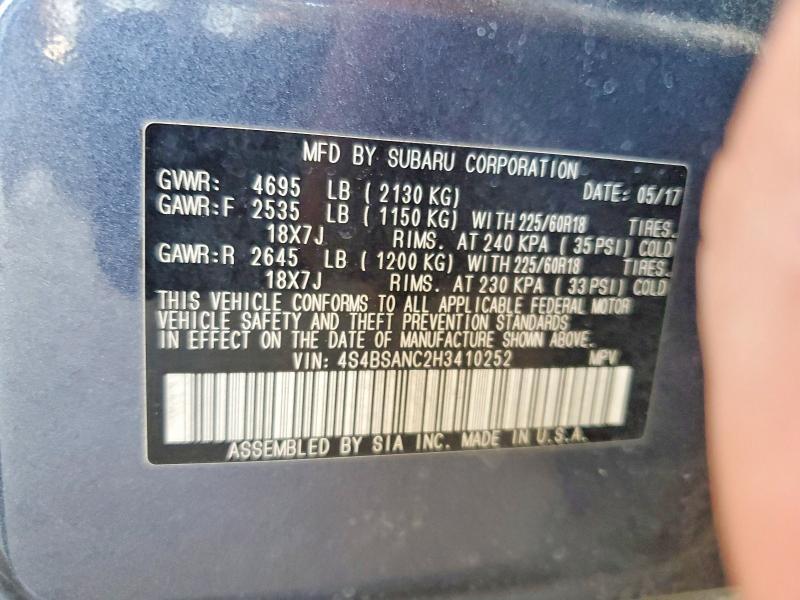 MFD BY SUBARU CORPORATION
GVWR: 4695 LB ( 2130 KG) DATE: 05/17
GAWR:F 2535 LB ( 1150 KG) WITH 225/60R18 TIRES.
18X7J RIMS. AT 240 KPA ( 35 PSI) COLD
GAWR:R 2645 LB ( 1200 KG) WITH 225/60R18 TIRES.
18X7J RIMS. AT 230 KPA ( 33 PSI) COLD
THIS VEHICLE CONFORMS TO ALL APPLICABLE FEDERAL MOTOR
VEHICLE SAFETY AND THEFT PREVENTION STANDARDS
IN EFFECT ON THE DATE OF MANUFACTURE SHOWN ABOVE.
VIN: 4S4BSANC2H3410252 MPV
ASSEMBLED BY SIA INC. MADE IN U.S.A.